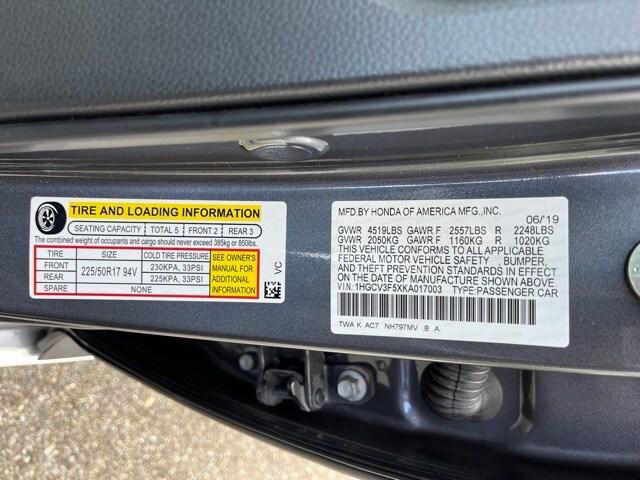 TIRE AND LOADING INFORMATION
SEATING CAPACITY TOTAL 5 FRONT 2 REAR 3
The combined weight of occupants and cargo should never exceed 385kg or 850lbs.
TIRE SIZE COLD TIRE PRESSURE
FRONT 225/50R17 94V 230KPA, 33PSI
REAR 225KPA, 33PSI
SPARE NONE
SEE OWNER'S
MANUAL FOR
ADDITIONAL
INFORMATION
VC
MFD.BY HONDA OF AMERICA MFG.,INC.
06/19
GVWR 4519LBS GAWR F 2557LBS R 2248LBS
GVWR 2050KG GAWR F 1160KG R 1020KG
THIS VEHICLE CONFORMS TO ALL APPLICABLE
FEDERAL MOTOR VEHICLE SAFETY , BUMPER,
AND THEFT PREVENTION STANDARDS IN EFFECT
ON THE DATE OF MANUFACTURE SHOWN ABOVE.
V.I.N.:1HGCV3F5XKA017003 TYPE:PASSENGER CAR
TWA K AC7 NH797MV .B A